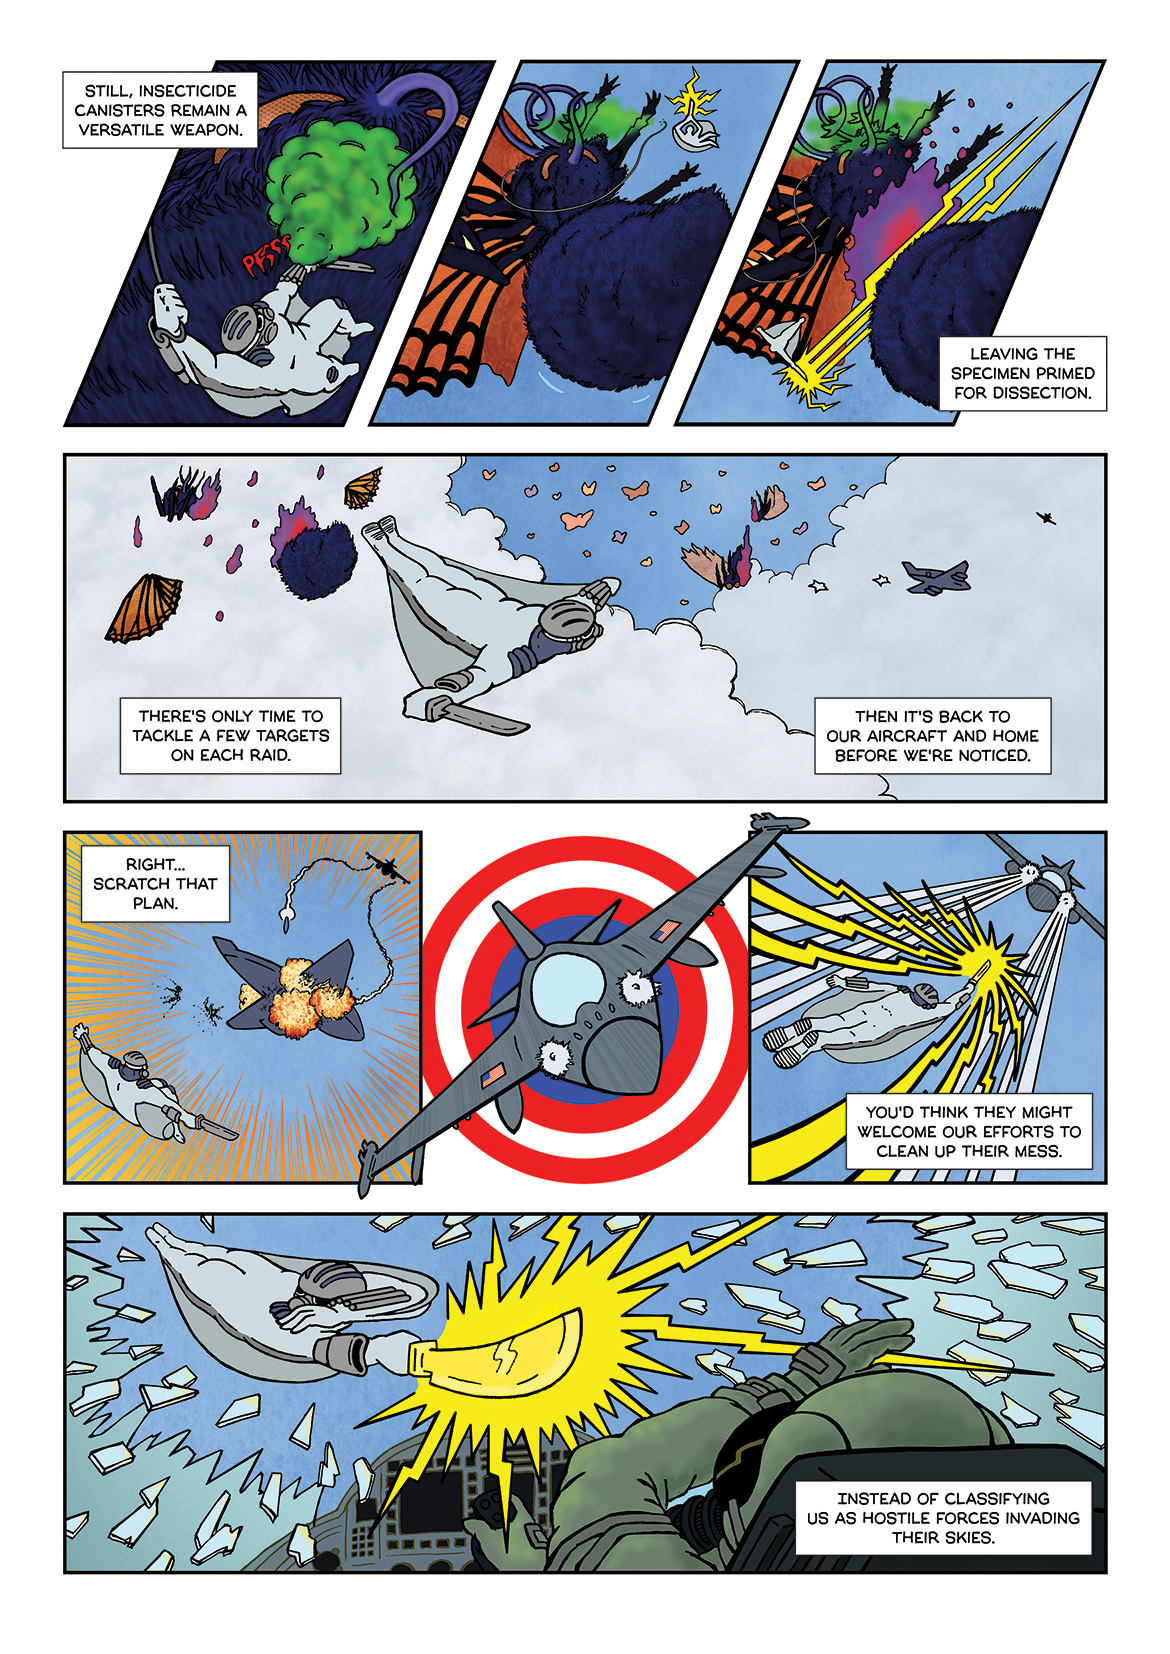 STILL, INSECTICIDE
CANISTERS REMAIN A
VERSATILE WEAPON.
PFSSS
LEAVING THE
SPECIMEN PRIMED
FOR DISSECTION.
THERE'S ONLY TIME TO
TACKLE A FEW TARGETS
ON EACH RAID.
THEN IT'S BACK TO
OUR AIRCRAFT AND HOME
BEFORE WE'RE NOTICED.
RIGHT...
SCRATCH THAT
PLAN.
YOU'D THINK THEY MIGHT
WELCOME OUR EFFORTS TO
CLEAN UP THEIR MESS.
INSTEAD OF CLASSIFYING
US AS HOSTILE FORCES INVADING
THEIR SKIES.